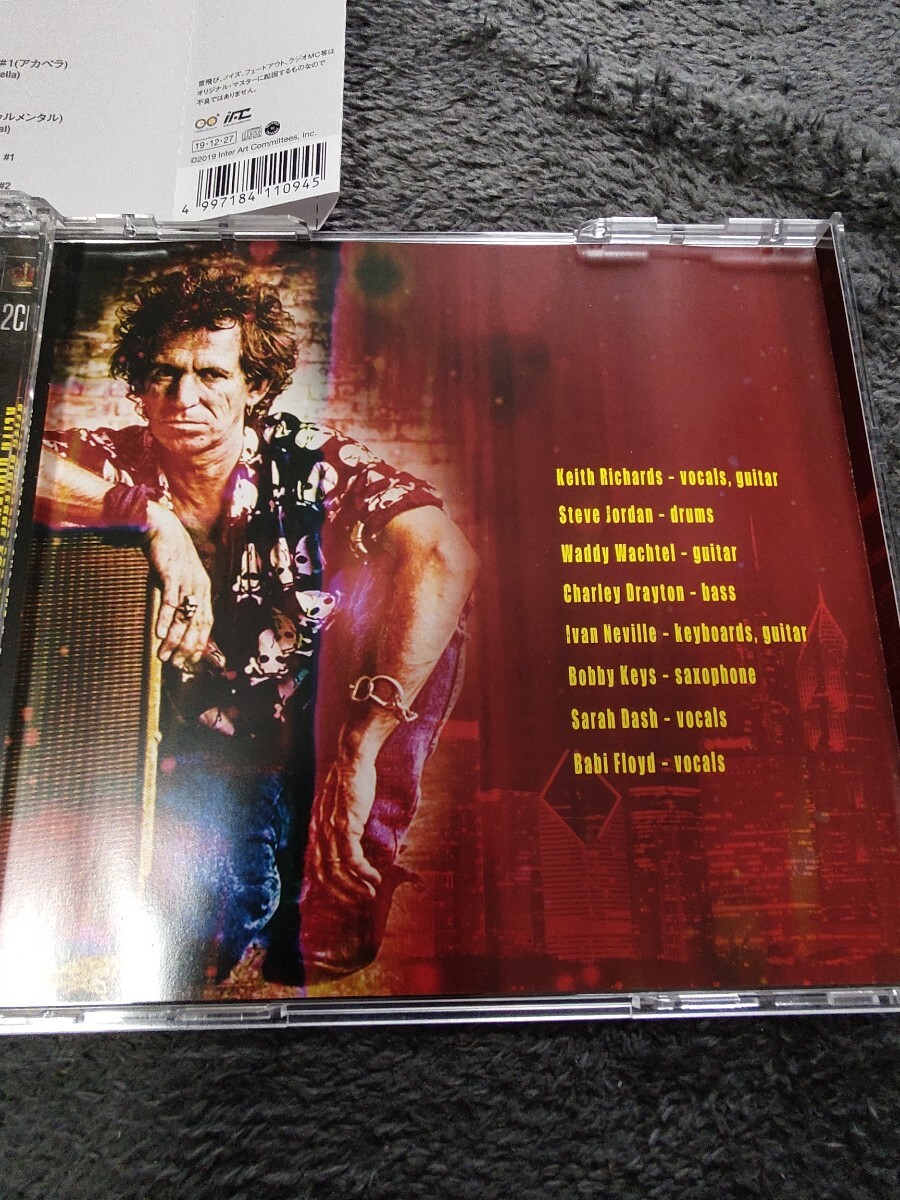 #1(アカペラ)
ella)
ルメンタル)
al)
#1
#2
音飛び、ノイズ、フェードアウト、ラジオMC等は
オリジナル・マスターに起因するものなので
不良ではありません。
iFC
19・12・27
©2019 Inter Art Committees, Inc.
4 997184 110945
2C
Keith Richards - vocals, guitar
Steve Jordan - drums
Waddy Wachtel - guitar
Charley Drayton - bass
Ivan Neville - keyboards, guitar
Bobby Keys - saxophone
Sarah Dash - vocals
Babi Floyd - vocals